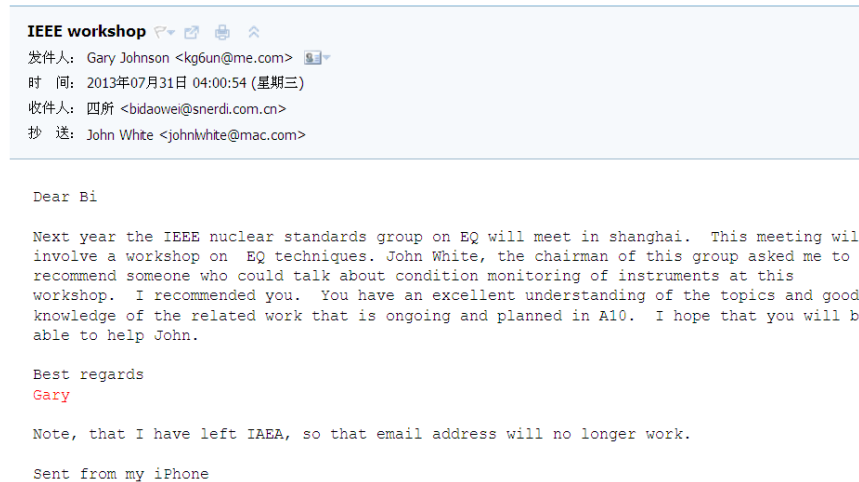 IEEE workshop
发件人： Gary Johnson <kg6un@me.com>
时　间： 2013年07月31日 04:00:54 (星期三)
收件人： 四所 <bidaowei@snerdi.com.cn>
抄　送： John White <johnlwhite@mac.com>
Dear Bi
Next year the IEEE nuclear standards group on EQ will meet in shanghai.  This meeting wil
involve a workshop on  EQ techniques. John White, the chairman of this group asked me to
recommend someone who could talk about condition monitoring of instruments at this
workshop.  I recommended you.  You have an excellent understanding of the topics and good
knowledge of the related work that is ongoing and planned in A10.  I hope that you will b
able to help John.
Best regards
Gary
Note, that I have left IAEA, so that email address will no longer work.
Sent from my iPhone